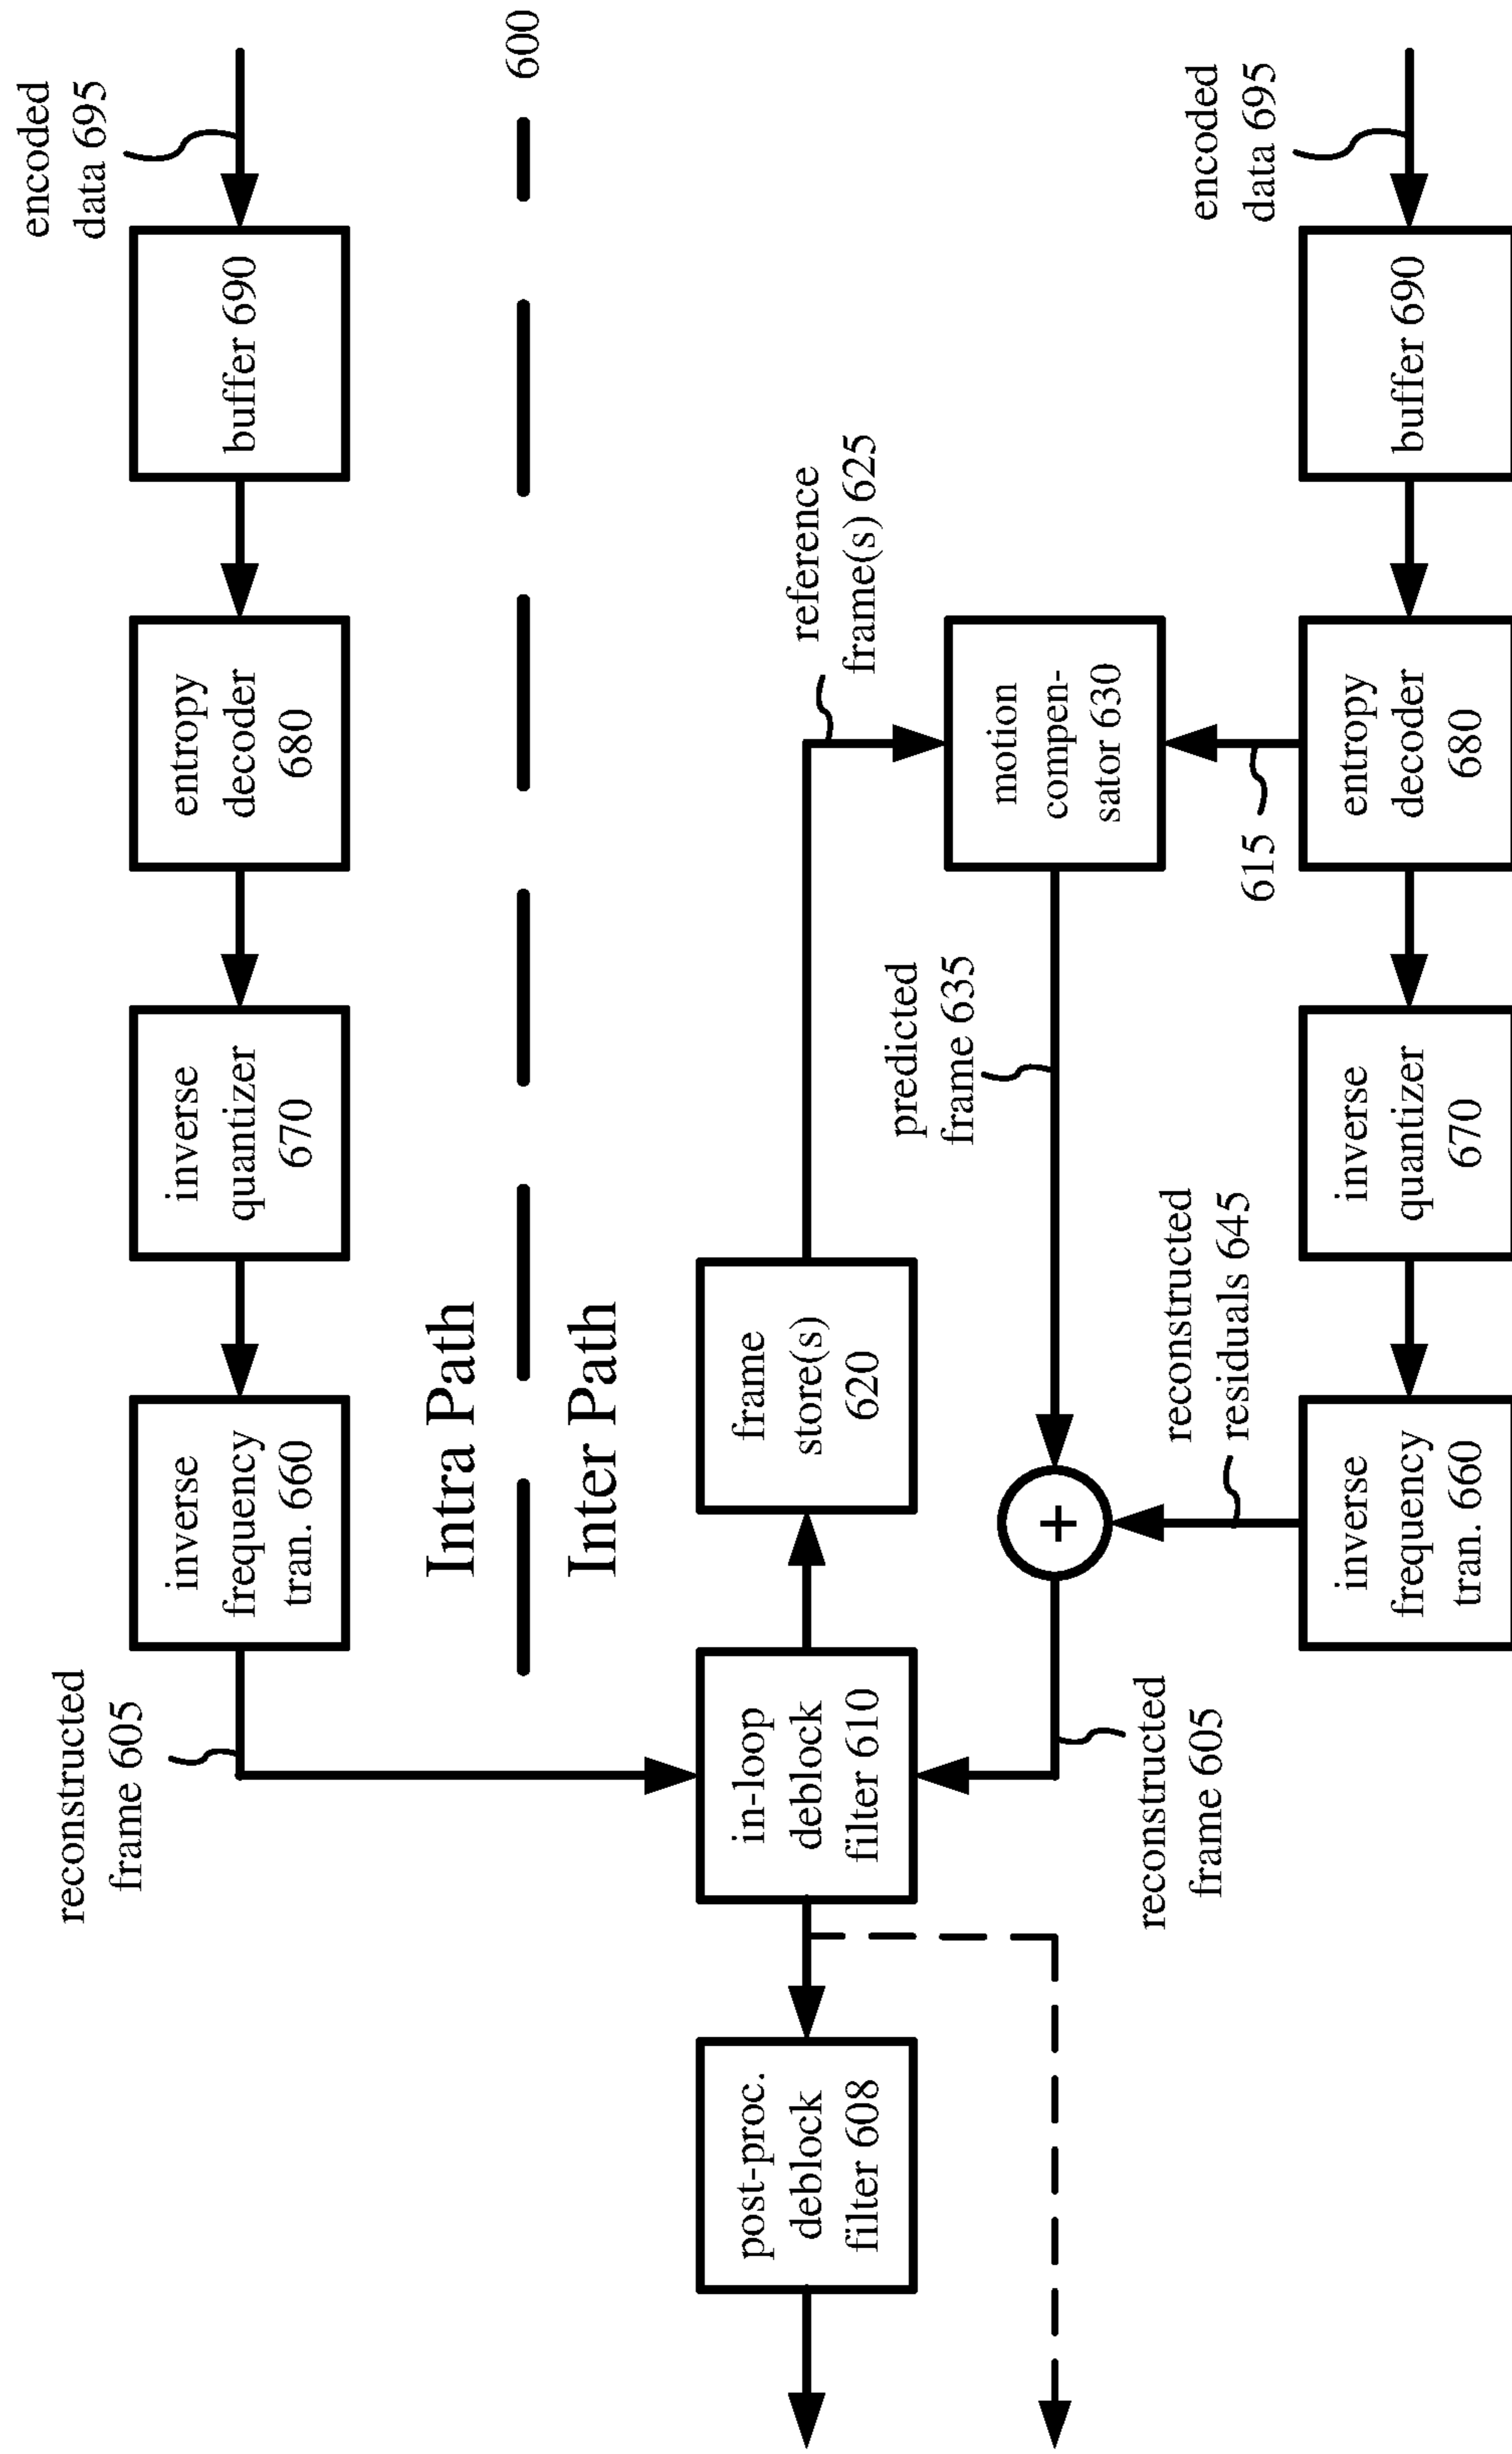 encoded
data 695
buffer 690
entropy
decoder
680
inverse
quantizer
670
inverse
frequency
tran. 660
reconstructed
frame 605
Intra Path
600
Inter Path
reference
frame(s) 625
frame
store(s)
620
in-loop
deblock
filter 610
post-proc.
deblock
filter 608
motion
compen-
sator 630
predicted
frame 635
+
reconstructed
frame 605
615
reconstructed
residuals 645
encoded
data 695
buffer 690
entropy
decoder
680
inverse
quantizer
670
inverse
frequency
tran. 660